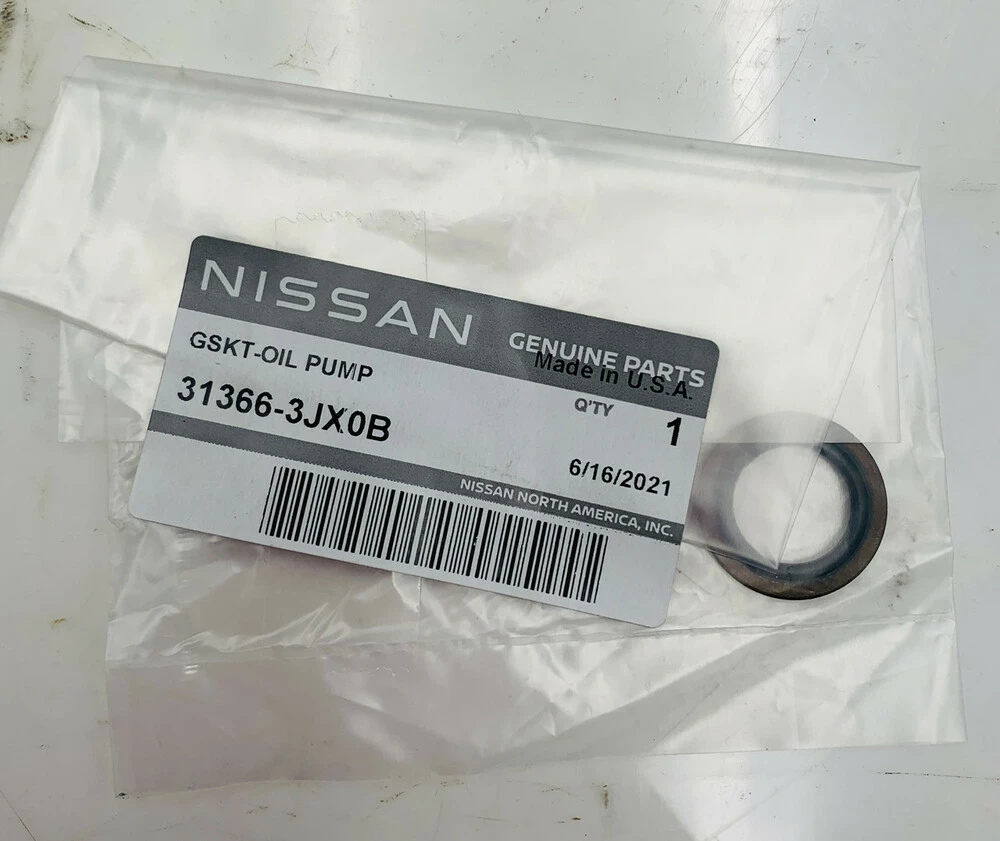 NISSAN
GENUINE PARTS
Made in U.S.A.
GSKT-OIL PUMP
31366-3JX0B
Q'TY
1
6/16/2021
NISSAN NORTH AMERICA, INC.